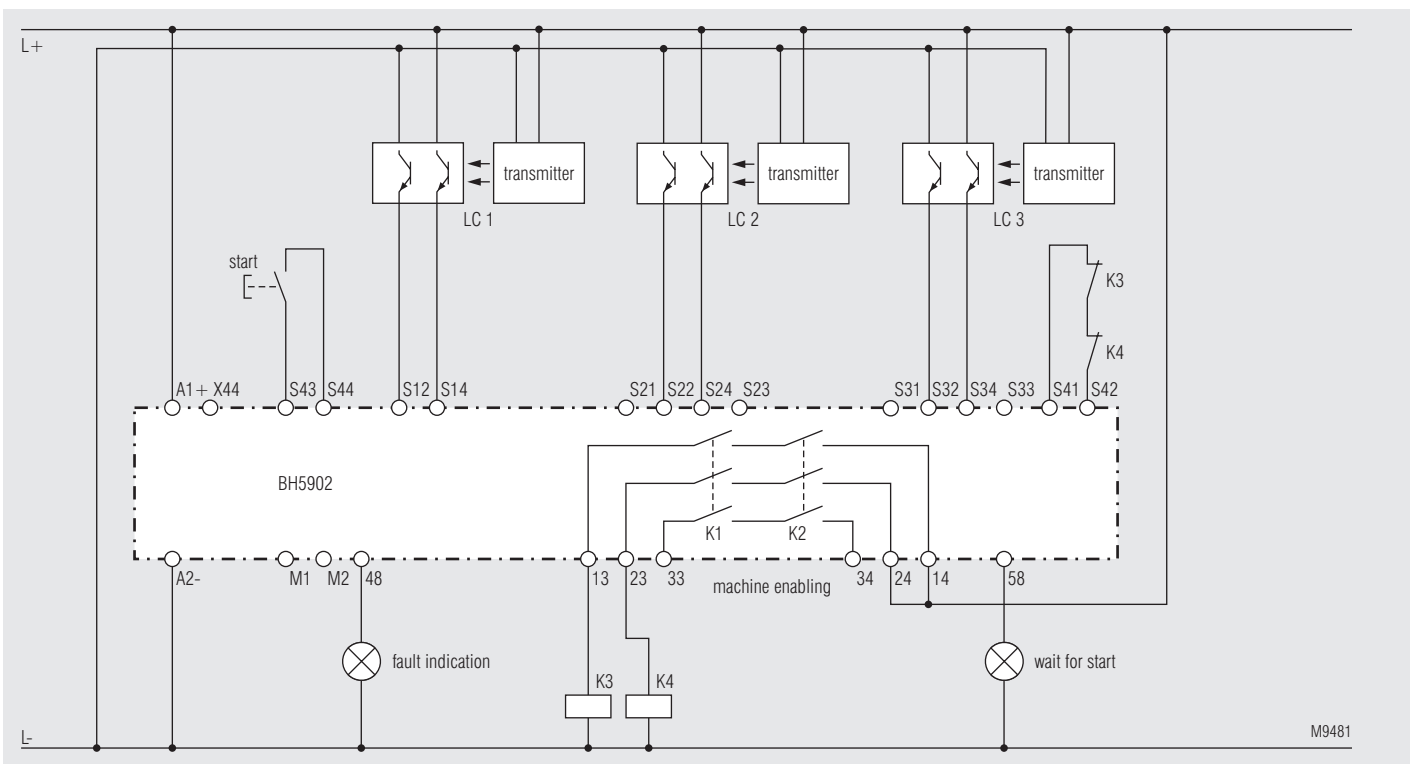 L+
transmitter
transmitter
transmitter
LC 1
LC 2
LC 3
start
K3
K4
A1+ X44 S43 S44 S12 S14 S21 S22 S24 S23 S31 S32 S34 S33 S41 S42
BH5902
K1 K2
A2- M1 M2 48 13 23 33 machine enabling 34 24 14 58
fault indication
wait for start
K3 K4
L-
M9481